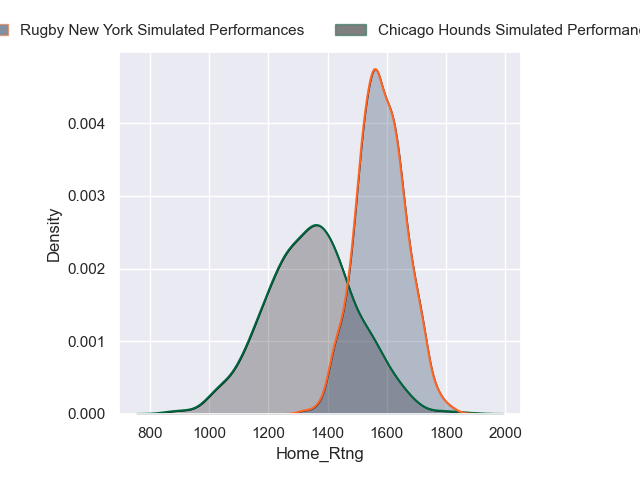 Rugby New York Simulated Performances
Chicago Hounds Simulated
0.004
0.003
0.002
0.001
0.000
Density
800 1000 1200 1400 1600 1800 2000
Home_Rtng